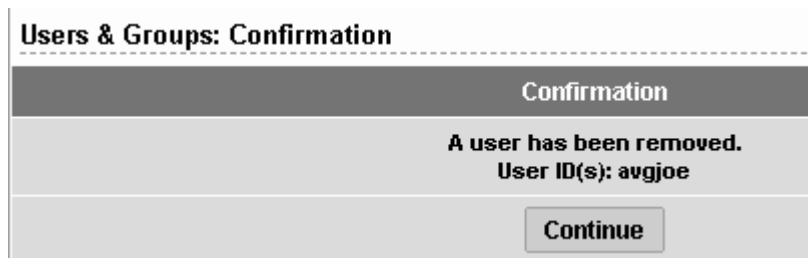 Users & Groups: Confirmation
Confirmation
A user has been removed.
User ID(s): avgjoe
Continue